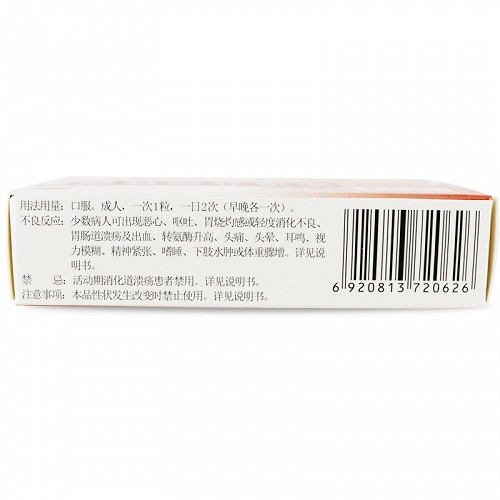 用法用量：口服。成人，一次1粒，一日2次（早晚各一次）。
不良反应：少数病人可出现恶心、呕吐、胃烧灼感或轻度消化不良、
胃肠道溃疡及出血、转氨酶升高、头痛、头晕、耳鸣、视
力模糊、精神紧张、嗜睡、下肢水肿或体重骤增。详见说
明书。
禁　　忌：活动期消化道溃疡患者禁用。详见说明书。
注意事项：本品性状发生改变时禁止使用。详见说明书。
6 920813 720626